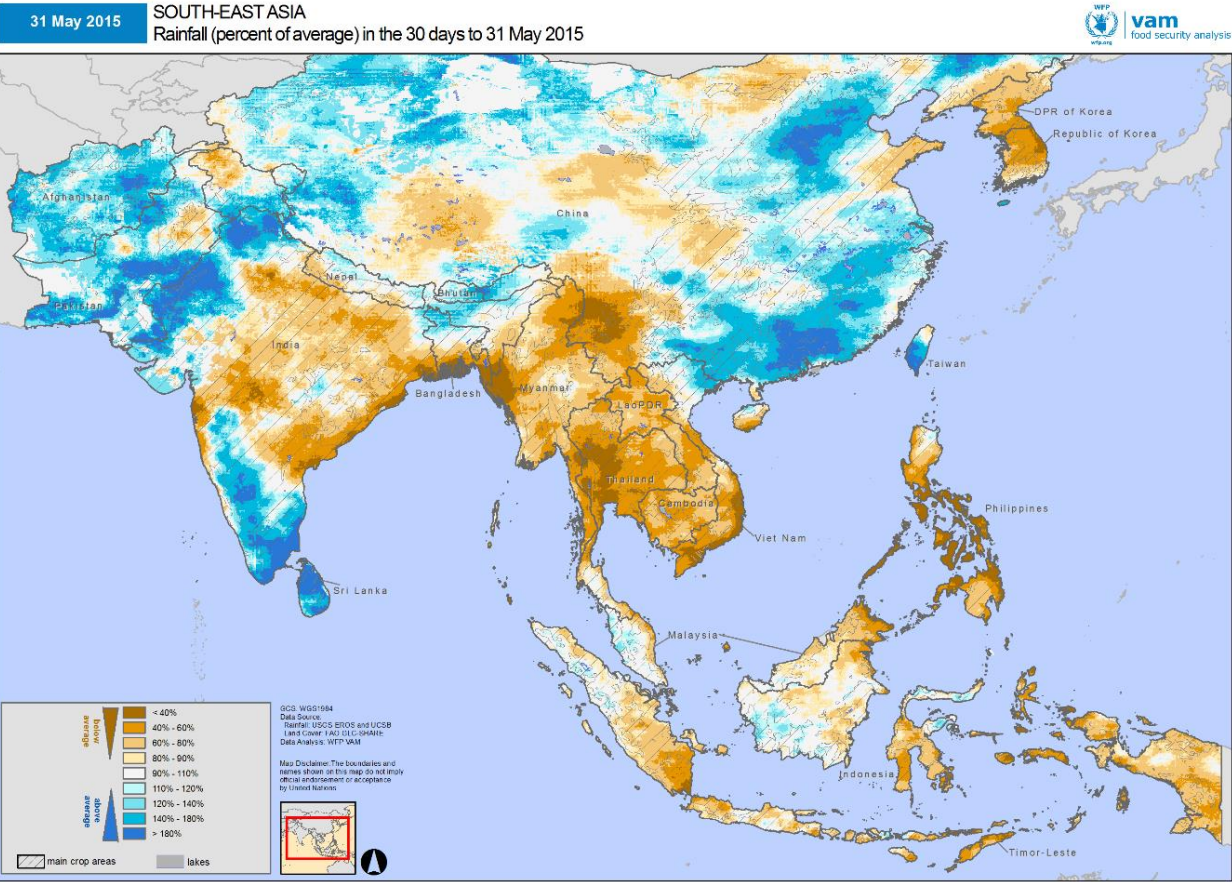 31 May 2015
SOUTH-EAST ASIA
Rainfall (percent of average) in the 30 days to 31 May 2015
WFP
wfp.org
vam
food security analysis
DPR of Korea
Republic of Korea
Afghanistan
China
Nepal
Bhutan
Pakistan
India
Taiwan
Bangladesh
Myanmar
Lao PDR
Thailand
Cambodia
Philippines
Viet Nam
Sri Lanka
Malaysia
Indonesia
Timor-Leste
below average
< 40%
40% - 60%
60% - 80%
80% - 90%
90% - 110%
110% - 120%
120% - 140%
above average
140% - 180%
> 180%
main crop areas
lakes
GCS: WGS1984
Data Source:
Rainfall: USGS EROS and UCSB
Land Cover: FAO GLC-SHARE
Data Analysis: WFP VAM
Map Disclaimer: The boundaries and
names shown on this map do not imply
official endorsement or acceptance
by United Nations